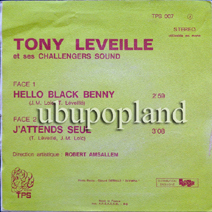 TPS 007
STEREO
TONY LEVEILLE
et ses CHALLENGERS SOUND
FACE 1
HELLO BLACK BENNY 2:59
ubupopland
FACE 2
J'ATTENDS SEUL 3:08
Direction artistique : ROBERT AMSALLEM
TPS